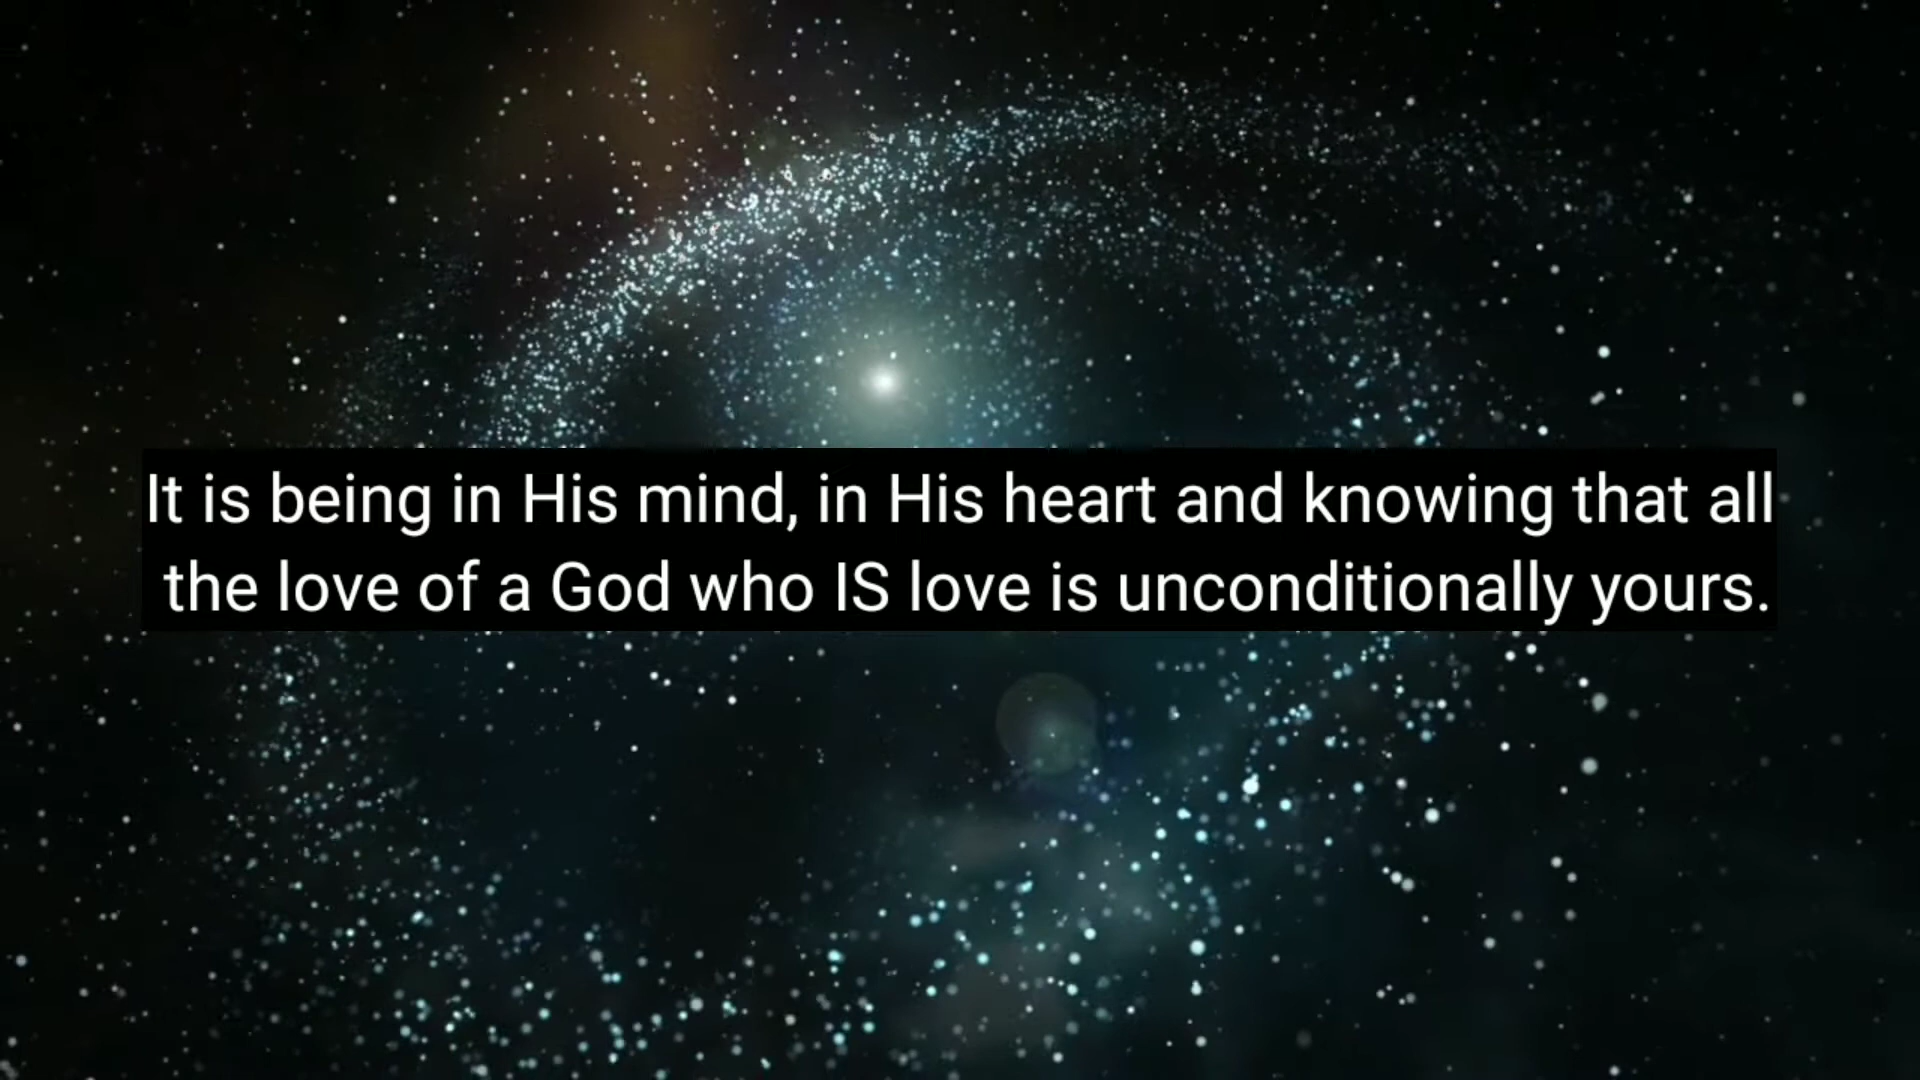 It is being in His mind, in His heart and knowing that all
the love of a God who IS love is unconditionally yours.